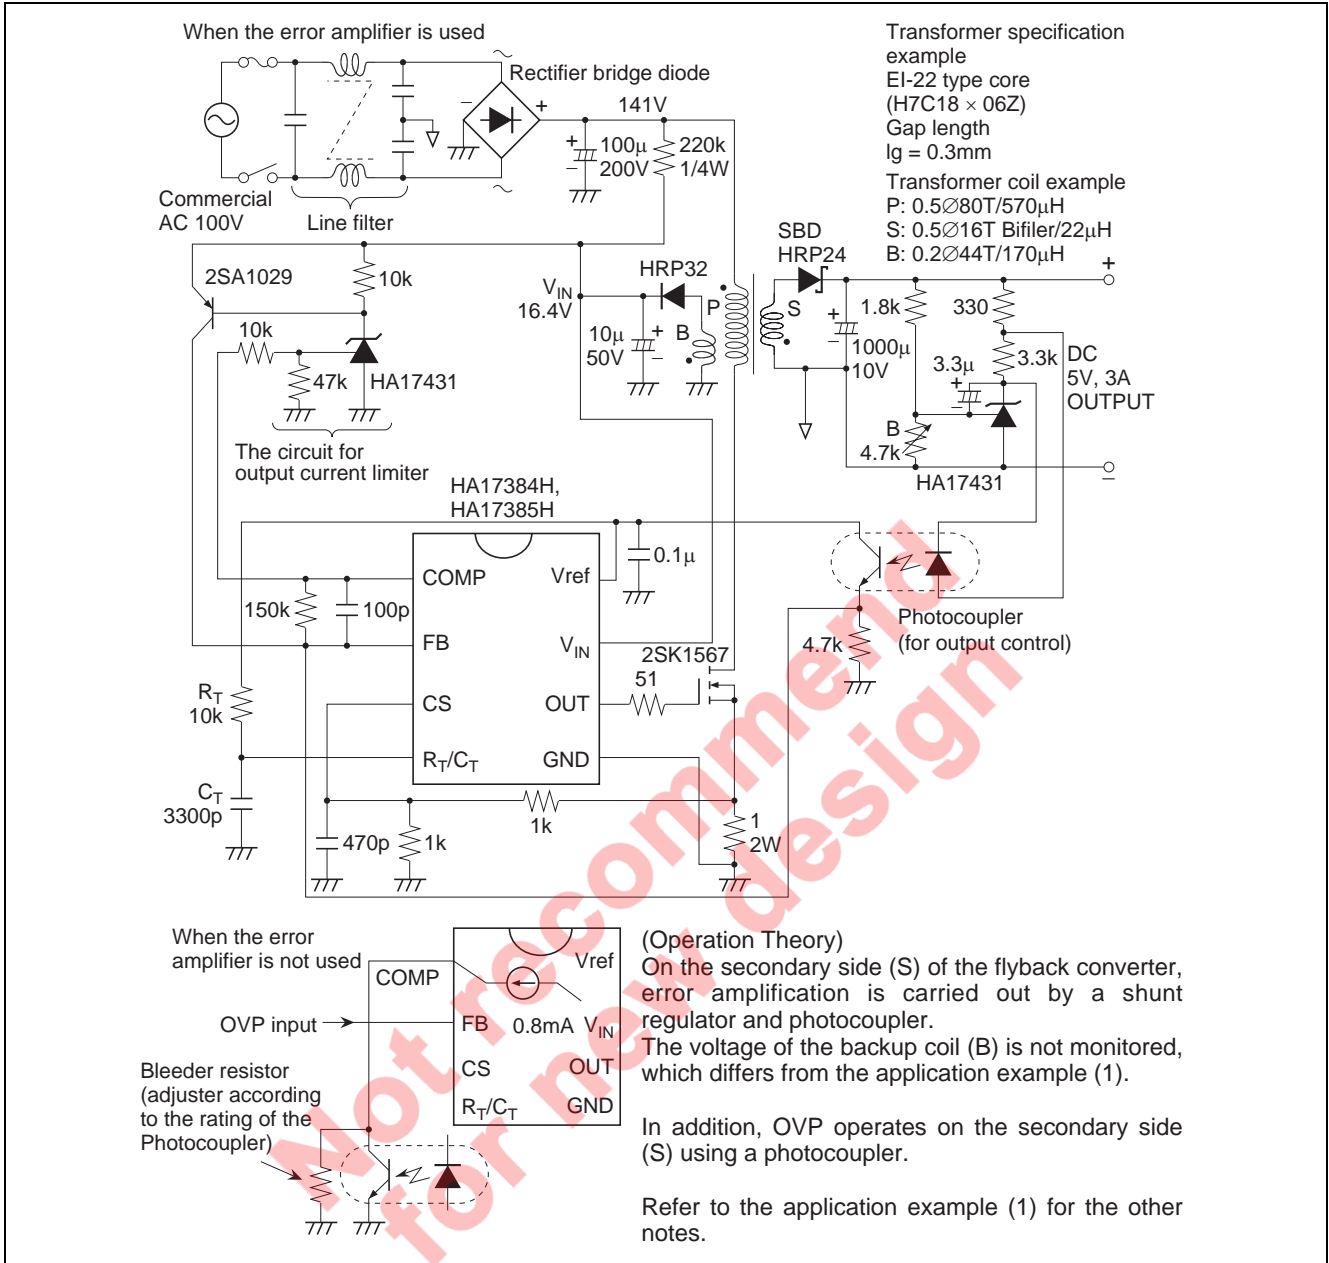 When the error amplifier is used
Rectifier bridge diode
Commercial
AC 100V
Line filter
141V
100μ
200V
220k
1/4W
Transformer specification
example
EI-22 type core
(H7C18 × 06Z)
Gap length
lg = 0.3mm
Transformer coil example
P: 0.5∅80T/570μH
S: 0.5∅16T Bifiler/22μH
B: 0.2∅44T/170μH
2SA1029
10k
10k
47k
HA17431
The circuit for
output current limiter
VIN
16.4V
HRP32
10μ
50V
B
P
S
SBD
HRP24
1000μ
10V
1.8k
330
3.3k
3.3μ
B
4.7k
HA17431
DC
5V, 3A
OUTPUT
+
−
HA17384H,
HA17385H
COMP
Vref
FB
VIN
CS
OUT
RT/CT
GND
0.1μ
150k
100p
RT
10k
CT
3300p
470p
1k
1k
51
2SK1567
1
2W
4.7k
Photocoupler
(for output control)
When the error
amplifier is not used
COMP
Vref
OVP input
FB
0.8mA
VIN
CS
OUT
RT/CT
GND
Bleeder resistor
(adjuster according
to the rating of the
Photocoupler)
(Operation Theory)
On the secondary side (S) of the flyback converter,
error amplification is carried out by a shunt
regulator and photocoupler.
The voltage of the backup coil (B) is not monitored,
which differs from the application example (1).
In addition, OVP operates on the secondary side
(S) using a photocoupler.
Refer to the application example (1) for the other
notes.
Not recommend
for new design